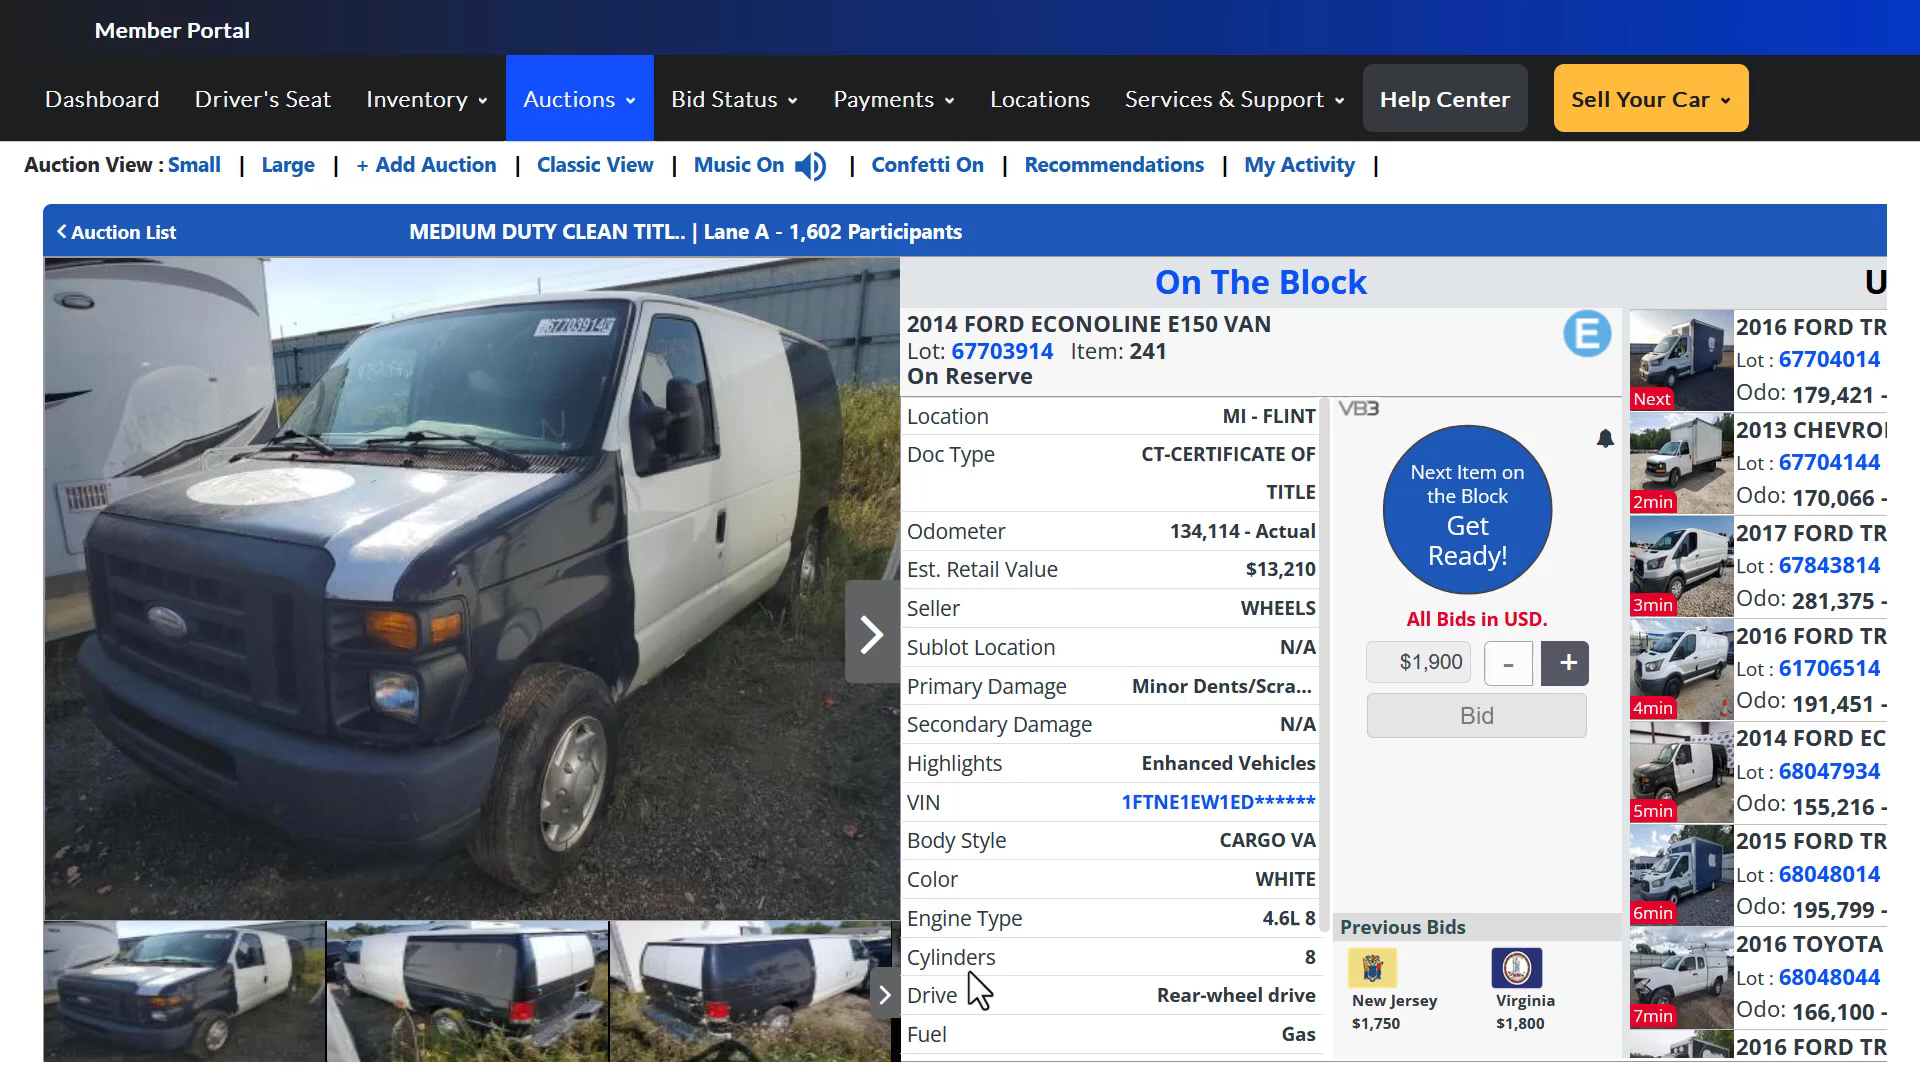 Member Portal
Dashboard Driver's Seat Inventory Auctions Bid Status Payments Locations Services & Support Help Center Sell Your Car
Auction View : Small | Large | + Add Auction | Classic View | Music On | Confetti On | Recommendations | My Activity |
Auction List
MEDIUM DUTY CLEAN TITL.. | Lane A - 1,602 Participants
67703914
On The Block
U
2014 FORD ECONOLINE E150 VAN
Lot: 67703914 Item: 241
On Reserve
E
Location MI - FLINT
Doc Type CT-CERTIFICATE OF
TITLE
Odometer 134,114 - Actual
Est. Retail Value $13,210
Seller WHEELS
Sublot Location N/A
Primary Damage Minor Dents/Scra...
Secondary Damage N/A
Highlights Enhanced Vehicles
VIN 1FTNE1EW1ED******
Body Style CARGO VA
Color WHITE
Engine Type 4.6L 8
Cylinders 8
Drive Rear-wheel drive
Fuel Gas
VB3
Next Item on
the Block
Get
Ready!
All Bids in USD.
$1,900 - +
Bid
Previous Bids
New Jersey
$1,750
Virginia
$1,800
2016 FORD TR
Lot : 67704014
Next
Odo: 179,421 -
2013 CHEVROI
Lot : 67704144
2min
Odo: 170,066 -
2017 FORD TR
Lot : 67843814
3min
Odo: 281,375 -
2016 FORD TR
Lot : 61706514
4min
Odo: 191,451 -
2014 FORD EC
Lot : 68047934
5min
Odo: 155,216 -
2015 FORD TR
Lot : 68048014
6min
Odo: 195,799 -
2016 TOYOTA
Lot : 68048044
7min
Odo: 166,100 -
2016 FORD TR